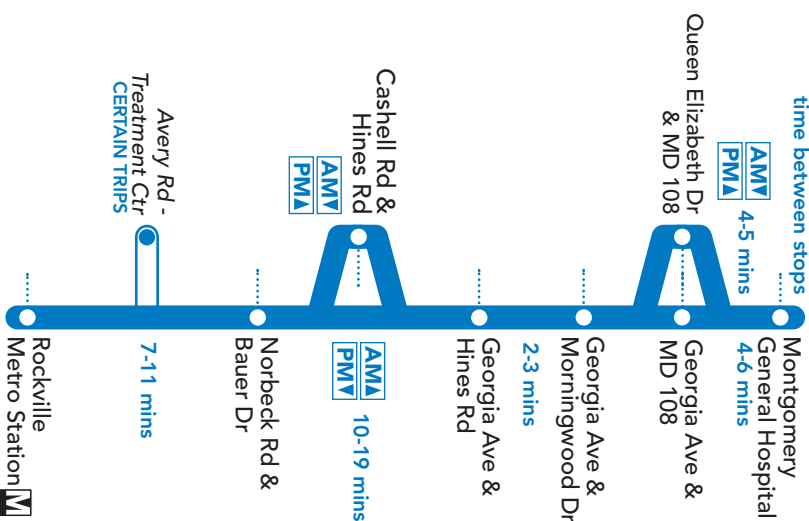 time between stops
Montgomery
General Hospital
AM▼
PM▲
4-5 mins
4-6 mins
Queen Elizabeth Dr
& MD 108
Georgia Ave &
MD 108
Georgia Ave &
Morningwood Dr
2-3 mins
Georgia Ave &
Hines Rd
Cashell Rd &
Hines Rd
AM▲
PM▼
10-19 mins
AM▼
PM▲
Norbeck Rd &
Bauer Dr
Avery Rd -
Treatment Ctr
CERTAIN TRIPS
7-11 mins
Rockville
Metro Station M